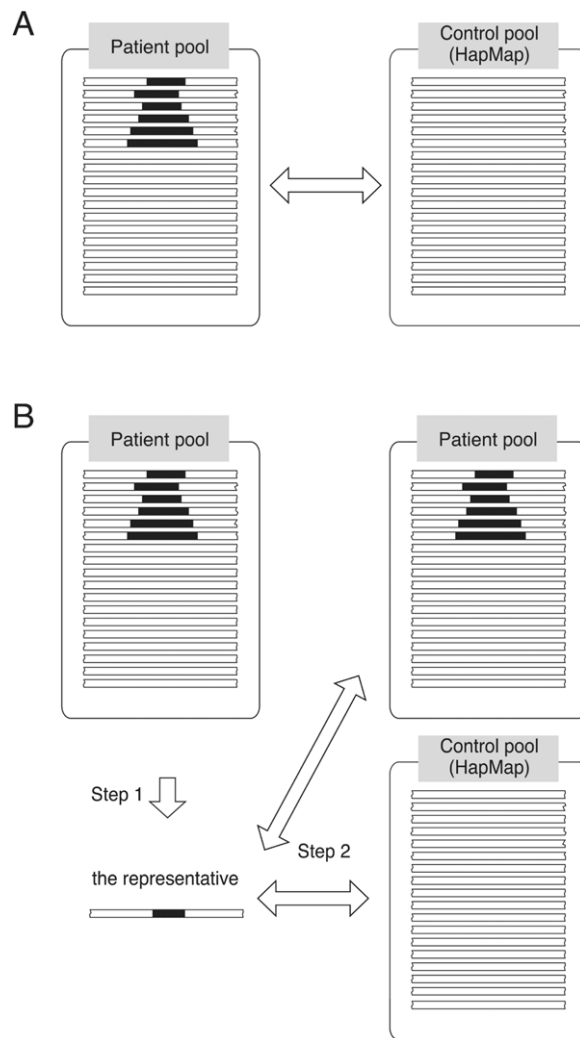 A
Patient pool
Control pool
(HapMap)
B
Patient pool
Patient pool
Control pool
(HapMap)
Step 1
Step 2
the representative